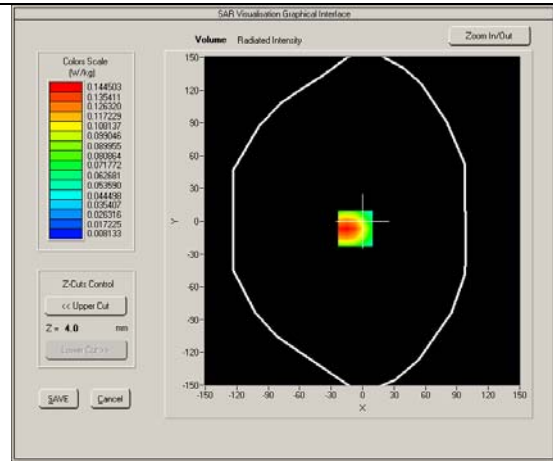 SAR Visualisation Graphical Interface
Volume Radiated Intensity
Zoom In/Out
Colors Scale
(W/kg)
0.144503
0.135411
0.126320
0.117229
0.108137
0.099046
0.089955
0.080864
0.071772
0.062681
0.053590
0.044498
0.035407
0.026316
0.017225
0.008133
Z-Cuts Control
<< Upper Cut
Z = 4.0 mm
Lower Cut >>
SAVE Cancel
150
120
90
60
30
0
-30
-60
-90
-120
-150
Y
-150 -120 -90 -60 -30 0 30 60 90 120 150
X